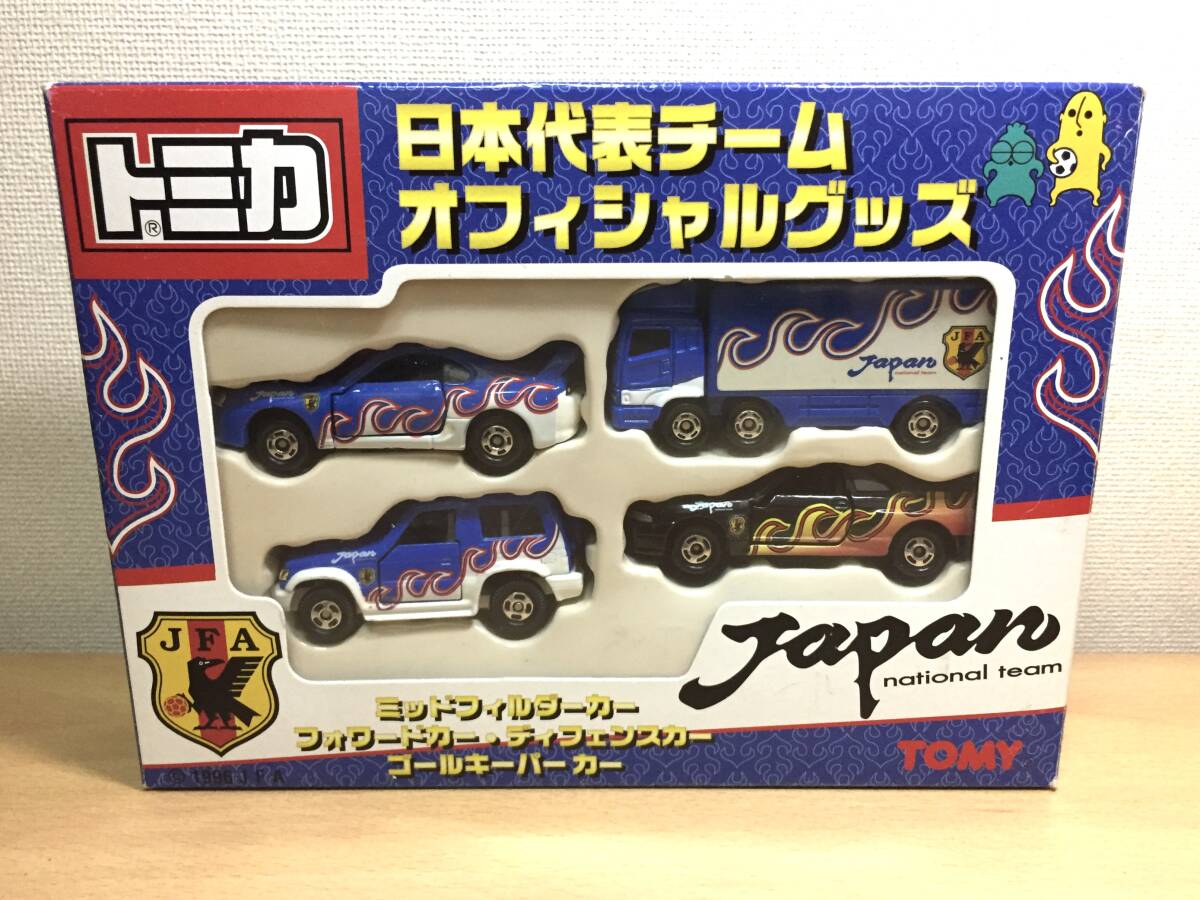 トミカ
®
日本代表チーム
オフィシャルグッズ
Japan
national team
JFA
Japan
JFA
Japan
national team
ミッドフィルダーカー
フォワードカー・ディフェンスカー
ゴールキーパーカー
© 1996 J F A
TOMY